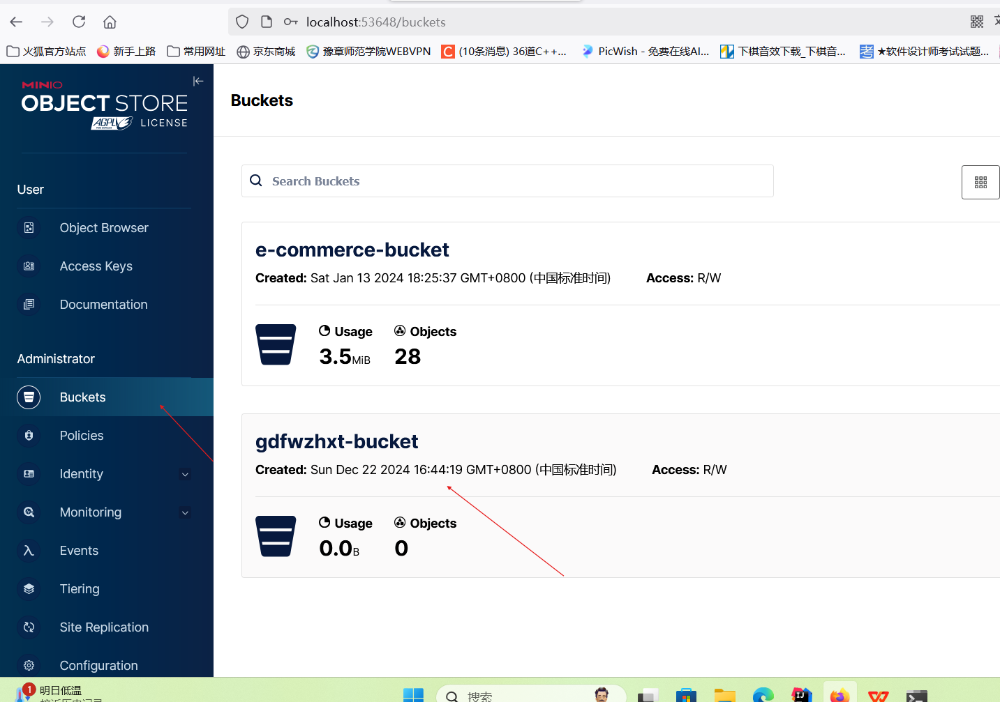 localhost:53648/buckets
火狐官方站点 新手上路 常用网址 京东商城 豫章师范学院WEBVPN (10条消息) 36道C++... PicWish - 免费在线AI... 下棋音效下载_下棋音... ★软件设计师考试试题...
MINIO
OBJECT STORE
AGPL LICENSE
User
Object Browser
Access Keys
Documentation
Administrator
Buckets
Policies
Identity
Monitoring
Events
Tiering
Site Replication
Configuration
Buckets
Search Buckets
e-commerce-bucket
Created: Sat Jan 13 2024 18:25:37 GMT+0800 (中国标准时间) Access: R/W
Usage Objects
3.5MiB 28
gdfwzhxt-bucket
Created: Sun Dec 22 2024 16:44:19 GMT+0800 (中国标准时间) Access: R/W
Usage Objects
0.0B 0
1
明日低温
搜索